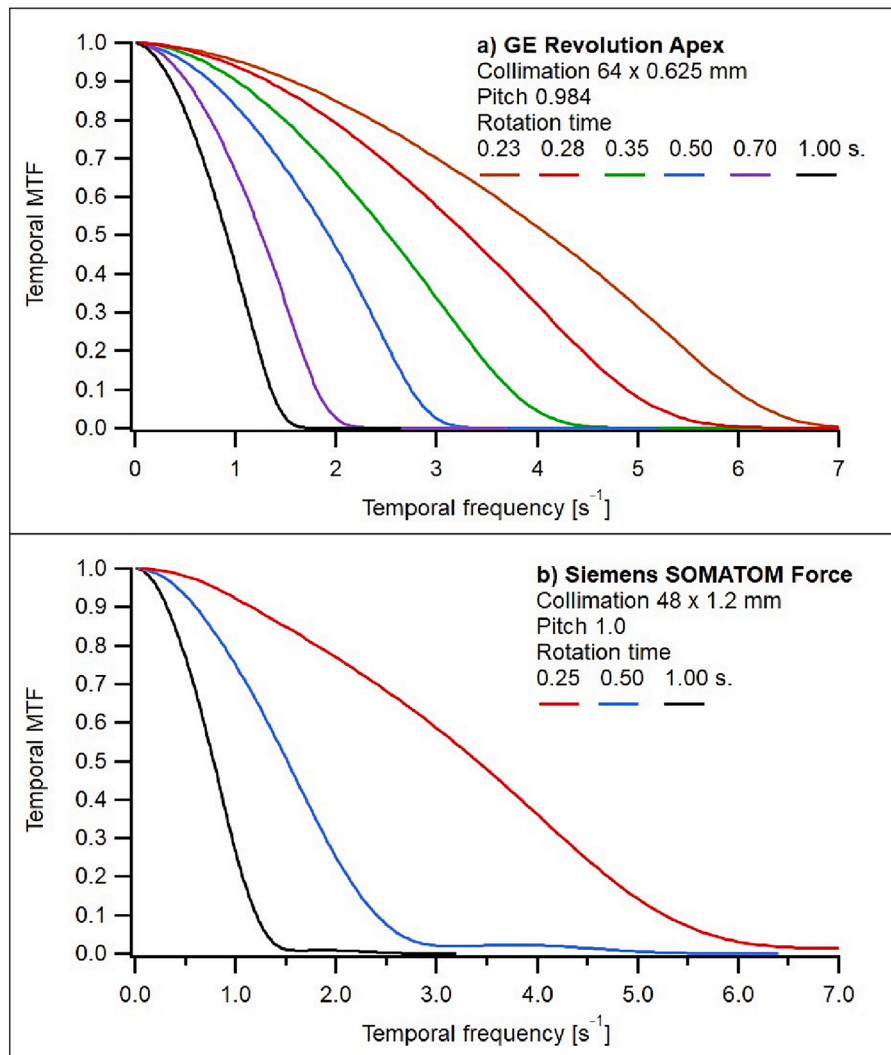 a) GE Revolution Apex
Collimation 64 x 0.625 mm
Pitch 0.984
Rotation time
0.23 0.28 0.35 0.50 0.70 1.00 s.
Temporal MTF
1.0
0.9
0.8
0.7
0.6
0.5
0.4
0.3
0.2
0.1
0.0
0 1 2 3 4 5 6 7
Temporal frequency [s⁻¹]
b) Siemens SOMATOM Force
Collimation 48 x 1.2 mm
Pitch 1.0
Rotation time
0.25 0.50 1.00 s.
Temporal MTF
1.0
0.9
0.8
0.7
0.6
0.5
0.4
0.3
0.2
0.1
0.0
0.0 1.0 2.0 3.0 4.0 5.0 6.0 7.0
Temporal frequency [s⁻¹]